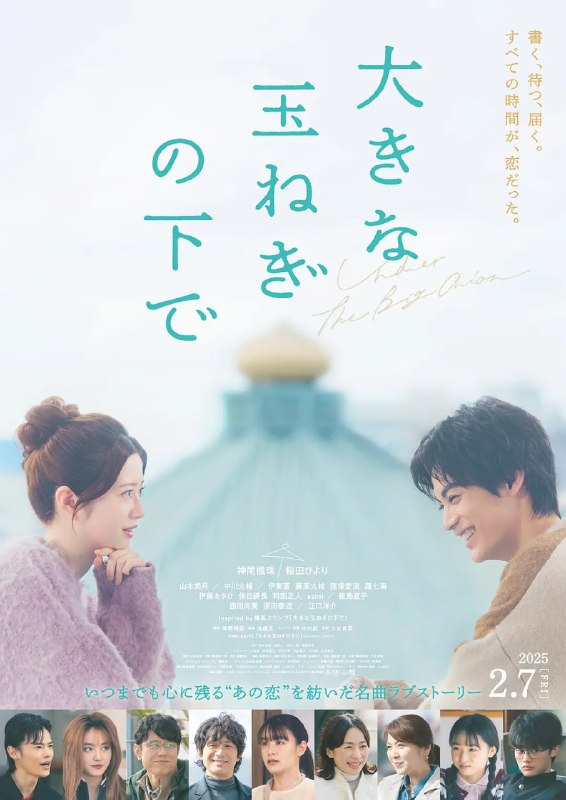 書く、待つ、届く。
すべての時間が、恋だった。
大きな
玉ねぎ
の下で
Under
The Big Onion
神尾楓珠 桜田ひより
山本美月 / 中川大輔 / 伊東蒼 藤原大祐 窪塚愛流 瀧七海
伊藤あさひ 休日課長 和田正人 asmi / 飯島直子
西田尚美 原田泰造 / 江口洋介
Inspired by 爆風スランプ「大きな玉ねぎの下で」
いつまでも心に残る“あの恋”を紡いだ名曲ラブストーリー
2025
2.7[FRI]